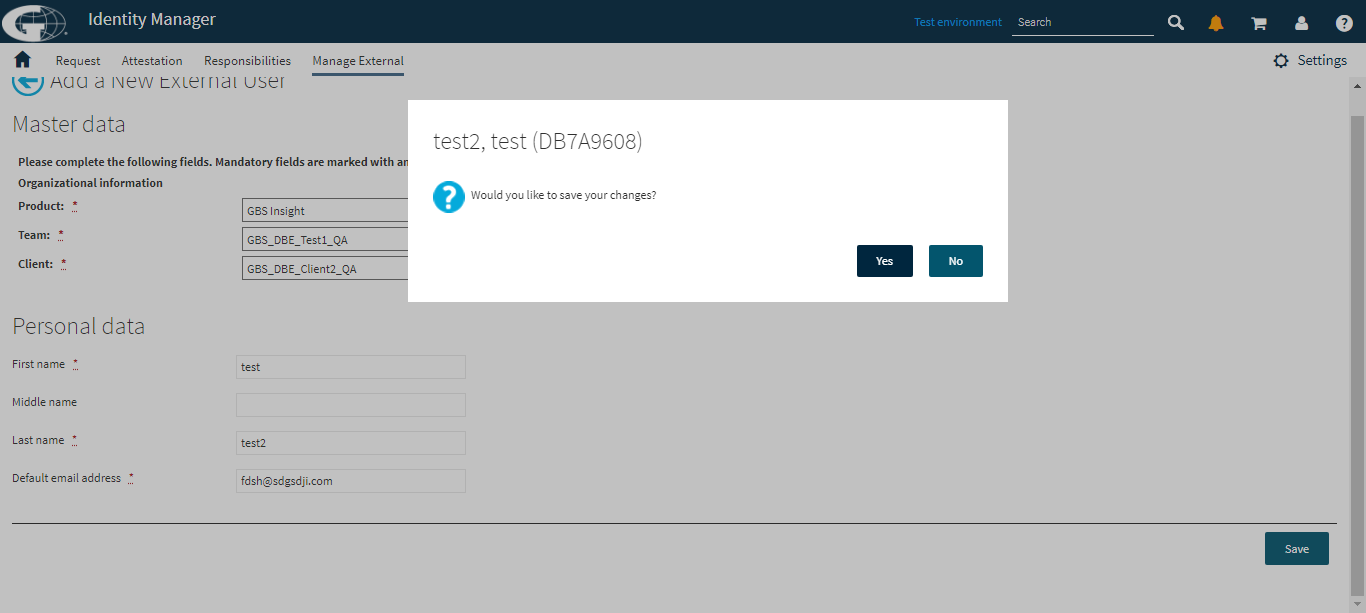 Identity Manager
Test environment
Search
Request
Attestation
Responsibilities
Manage External
Settings
Add a New External User
Master data
Please complete the following fields. Mandatory fields are marked with an
Organizational information
Product: *
GBS Insight
Team: *
GBS_DBE_Test1_QA
Client: *
GBS_DBE_Client2_QA
test2, test (DB7A9608)
Would you like to save your changes?
Yes
No
Personal data
First name *
test
Middle name
Last name *
test2
Default email address *
fdsh@sdgsdji.com
Save